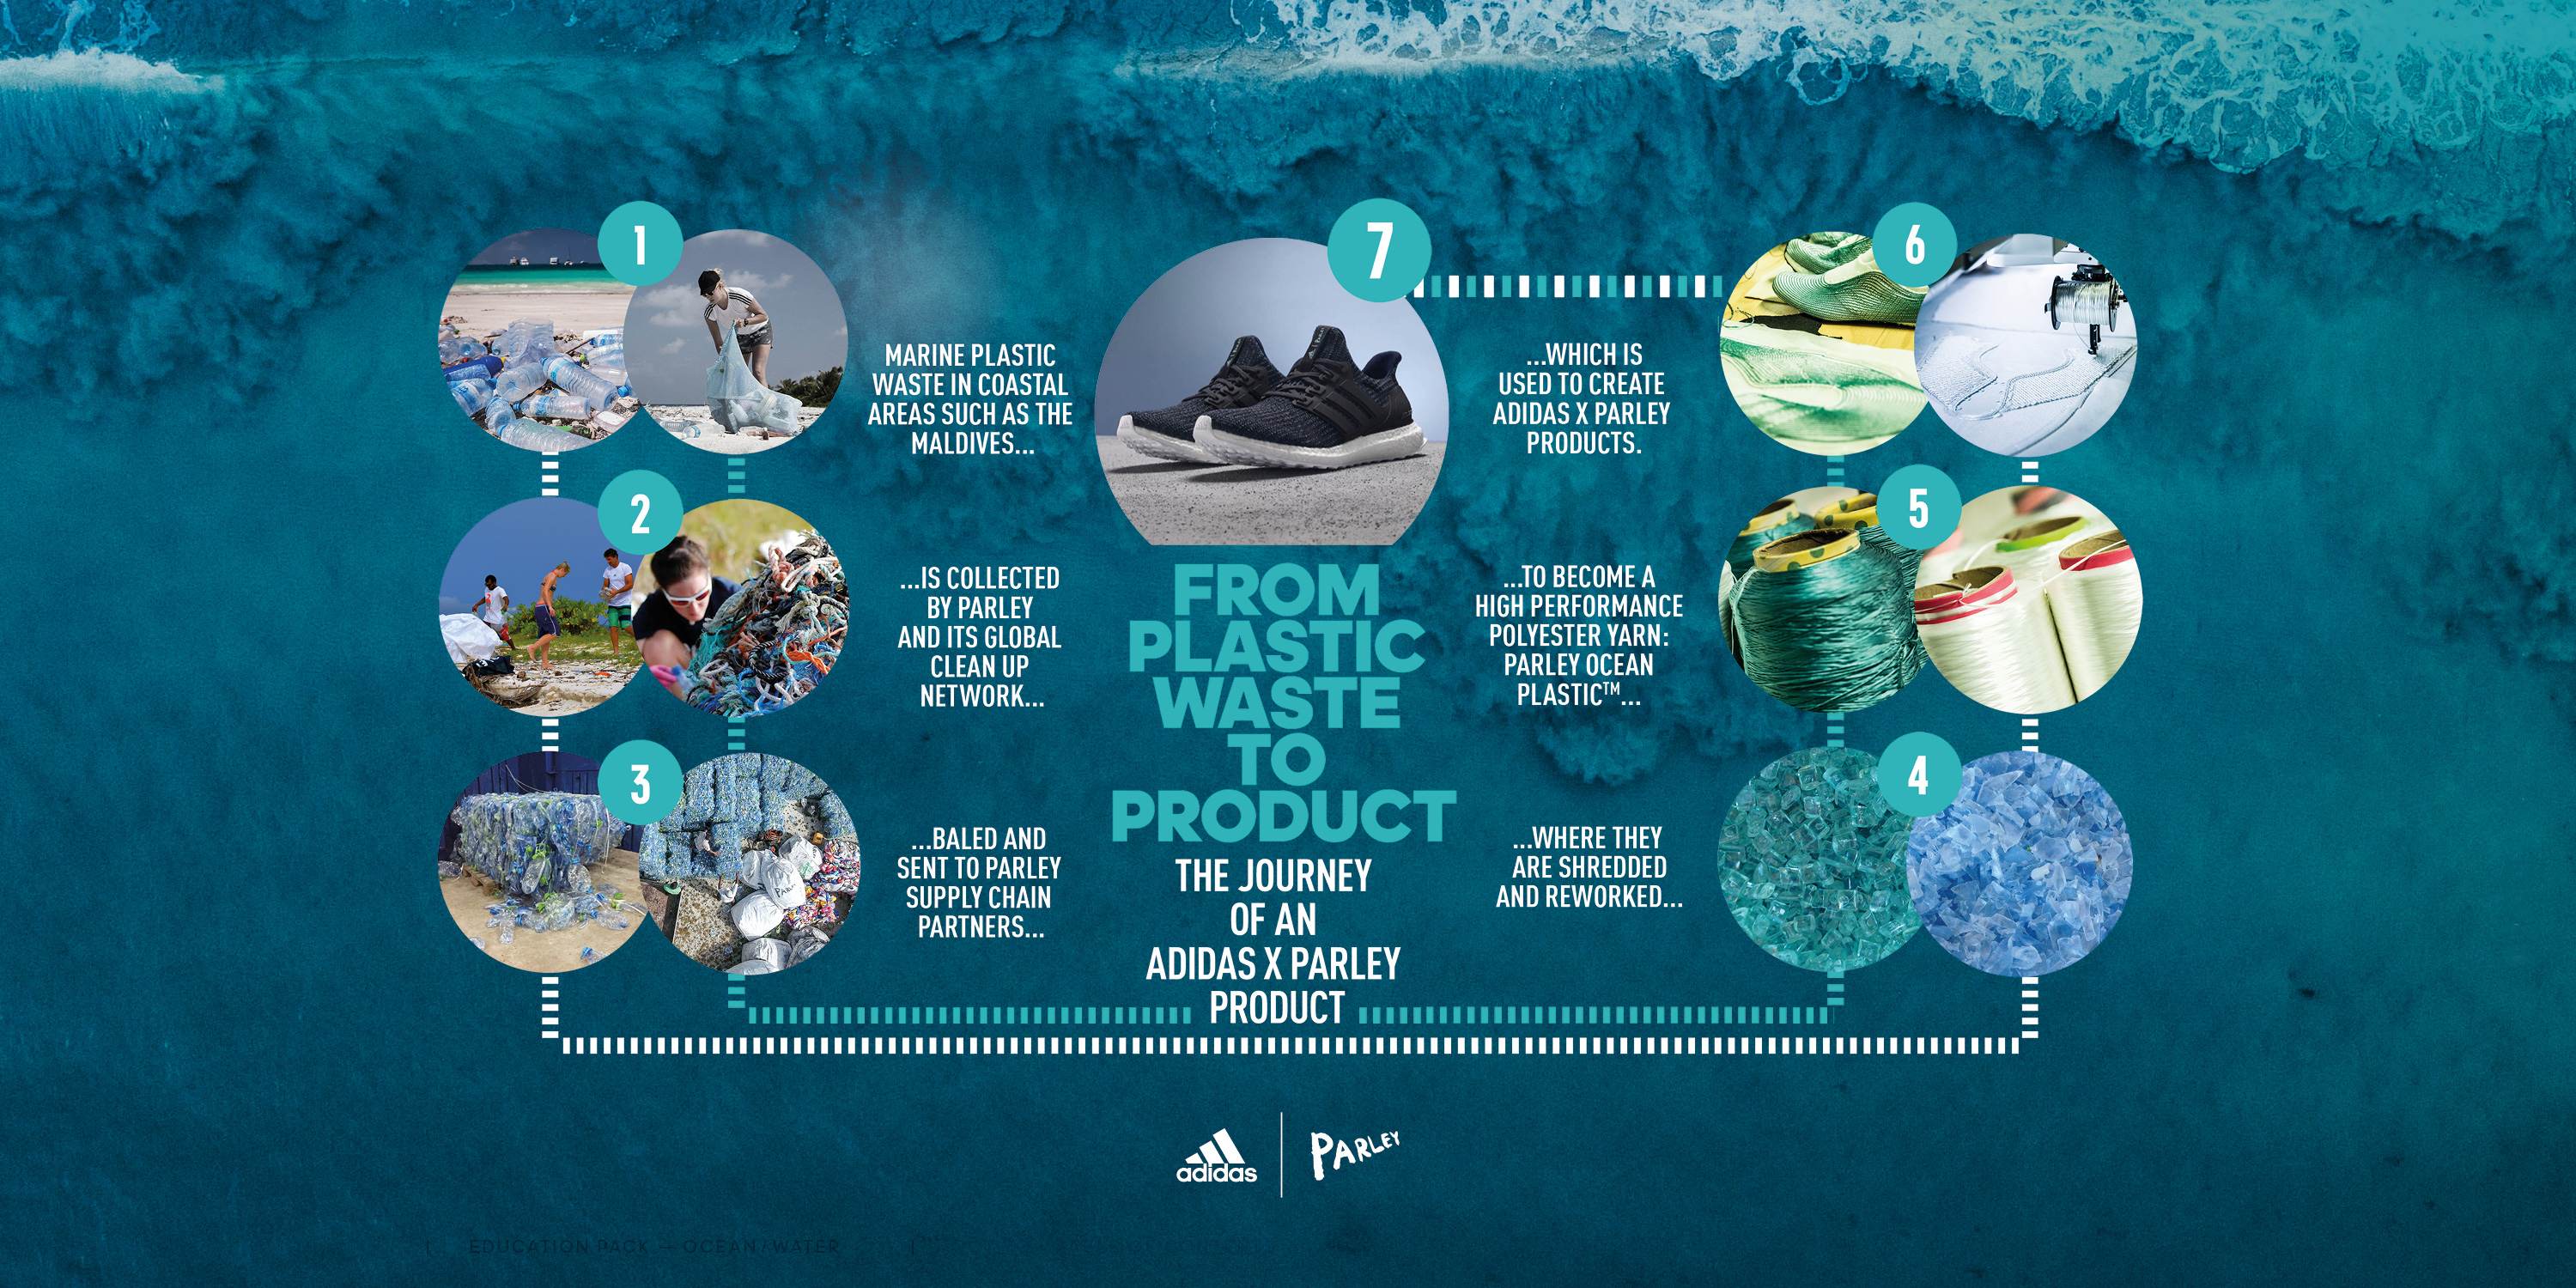 1
MARINE PLASTIC
WASTE IN COASTAL
AREAS SUCH AS THE
MALDIVES...
2
...IS COLLECTED
BY PARLEY
AND ITS GLOBAL
CLEAN UP
NETWORK...
3
...BALED AND
SENT TO PARLEY
SUPPLY CHAIN
PARTNERS...
4
...WHERE THEY
ARE SHREDDED
AND REWORKED...
5
...TO BECOME A
HIGH PERFORMANCE
POLYESTER YARN:
PARLEY OCEAN
PLASTIC™...
6
...WHICH IS
USED TO CREATE
ADIDAS X PARLEY
PRODUCTS.
7
FROM
PLASTIC
WASTE
TO
PRODUCT
THE JOURNEY
OF AN
ADIDAS X PARLEY
PRODUCT
adidas
PARLEY
EDUCATION PACK — OCEAN / WATER